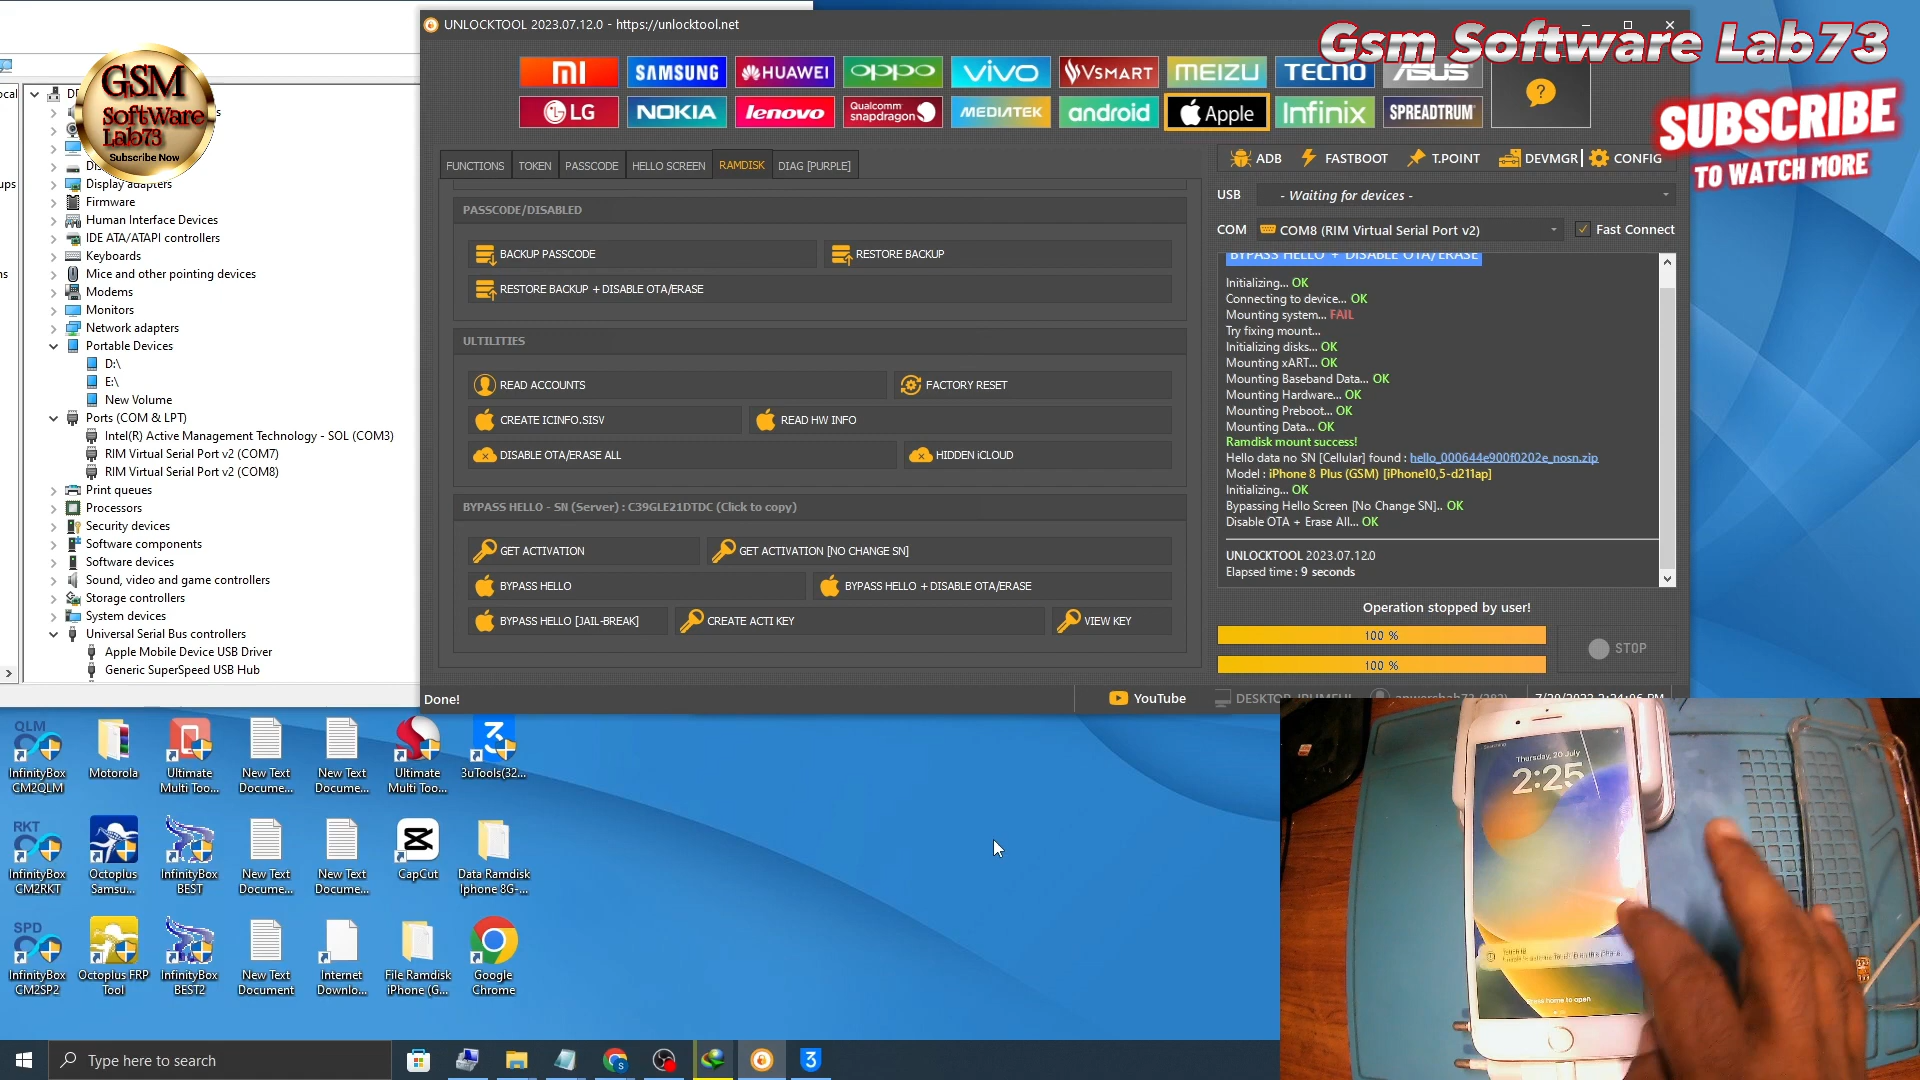 UNLOCKTOOL 2023.07.12.0 - https://unlocktool.net
Gsm Software Lab73
SUBSCRIBE
TO WATCH MORE
GSM
SoftWare
Lab73
Subscribe Now
MI
SAMSUNG
HUAWEI
oppo
vivo
VSMART
MEIZU
TECNO
ASUS
LG
NOKIA
lenovo
Qualcomm
snapdragon
MEDIATEK
android
Apple
Infinix
SPREADTRUM
?
FUNCTIONS
TOKEN
PASSCODE
HELLO SCREEN
RAMDISK
DIAG [PURPLE]
ADB
FASTBOOT
T.POINT
DEVMGR
CONFIG
USB
- Waiting for devices -
COM
COM8 (RIM Virtual Serial Port v2)
Fast Connect
PASSCODE/DISABLED
BACKUP PASSCODE
RESTORE BACKUP
RESTORE BACKUP + DISABLE OTA/ERASE
ULTILITIES
READ ACCOUNTS
FACTORY RESET
CREATE ICINFO.SISV
READ HW INFO
DISABLE OTA/ERASE ALL
HIDDEN iCLOUD
BYPASS HELLO - SN (Server) : C39GLE21DTDC (Click to copy)
GET ACTIVATION
GET ACTIVATION [NO CHANGE SN]
BYPASS HELLO
BYPASS HELLO + DISABLE OTA/ERASE
BYPASS HELLO [JAIL-BREAK]
CREATE ACTI KEY
VIEW KEY
BYPASS HELLO + DISABLE OTA/ERASE
Initializing... OK
Connecting to device... OK
Mounting system... FAIL
Try fixing mount...
Initializing disks... OK
Mounting xART... OK
Mounting Baseband Data... OK
Mounting Hardware... OK
Mounting Preboot... OK
Mounting Data... OK
Ramdisk mount success!
Hello data no SN [Cellular] found : hello_000644e900f0202e_nosn.zip
Model : iPhone 8 Plus (GSM) [iPhone10,5-d211ap]
Initializing... OK
Bypassing Hello Screen [No Change SN].. OK
Disable OTA + Erase All... OK
UNLOCKTOOL 2023.07.12.0
Elapsed time : 9 seconds
Operation stopped by user!
100 %
100 %
STOP
Done!
YouTube
Display adapters
Firmware
Human Interface Devices
IDE ATA/ATAPI controllers
Keyboards
Mice and other pointing devices
Modems
Monitors
Network adapters
Portable Devices
D:\
E:\
New Volume
Ports (COM & LPT)
Intel(R) Active Management Technology - SOL (COM3)
RIM Virtual Serial Port v2 (COM7)
RIM Virtual Serial Port v2 (COM8)
Print queues
Processors
Security devices
Software components
Software devices
Sound, video and game controllers
Storage controllers
System devices
Universal Serial Bus controllers
Apple Mobile Device USB Driver
Generic SuperSpeed USB Hub
QLM
InfinityBox
CM2QLM
Motorola
Ultimate
Multi Too...
New Text
Docume...
New Text
Docume...
Ultimate
Multi Too...
3uTools(32...
RKT
InfinityBox
CM2RKT
Octoplus
Samsu...
InfinityBox
BEST
New Text
Docume...
New Text
Docume...
CapCut
Data Ramdisk
Iphone 8G-...
SPD
InfinityBox
CM2SP2
Octoplus FRP
Tool
InfinityBox
BEST2
New Text
Document
Internet
Downlo...
File Ramdisk
iPhone (G...
Google
Chrome
Type here to search
Thursday, 20 July
2:25
Press home to open